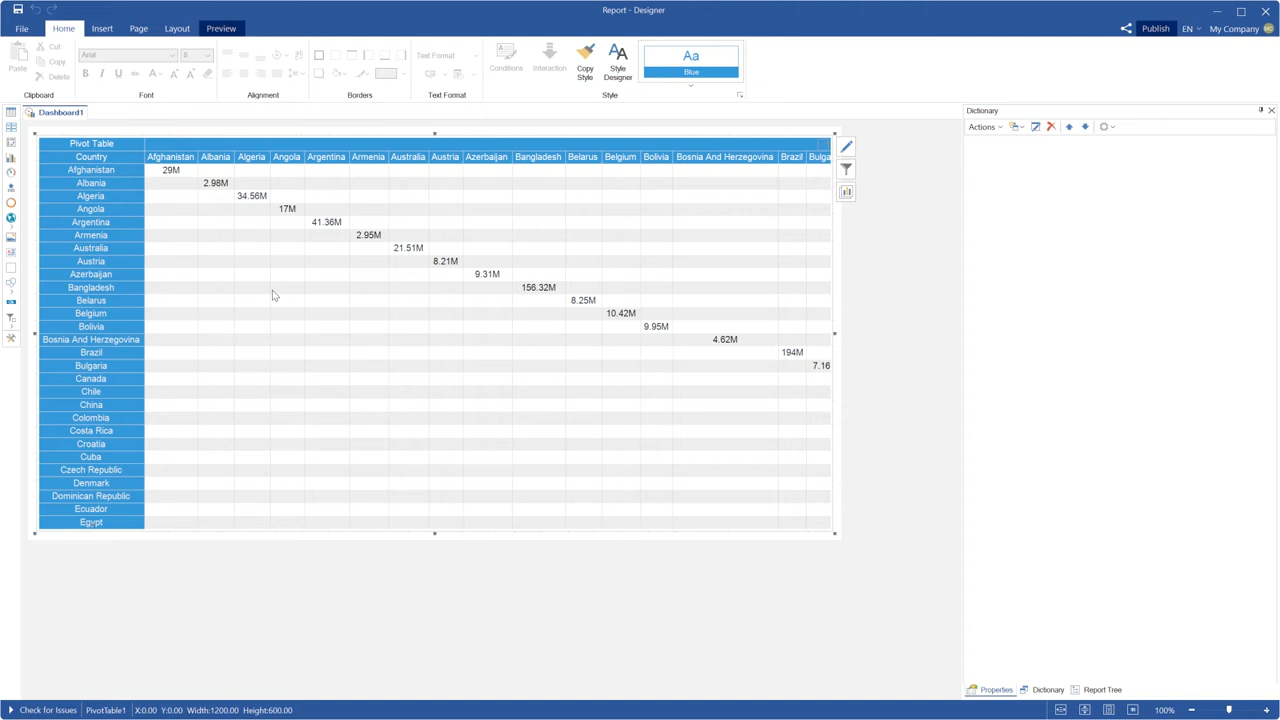 Report - Designer
File Home Insert Page Layout Preview
Publish EN My Company
Paste
Cut
Copy
Delete
Clipboard
Arial 8
B I U A A A
Font
Alignment
Borders
Text Format
Text Format
Conditions
Interaction
Copy Style
Style Designer
Aa
Blue
Style
Dashboard1
Dictionary
Actions
Pivot Table
Country Afghanistan Albania Algeria Angola Argentina Armenia Australia Austria Azerbaijan Bangladesh Belarus Belgium Bolivia Bosnia And Herzegovina Brazil Bulga
Afghanistan 29M
Albania 2.98M
Algeria 34.56M
Angola 17M
Argentina 41.36M
Armenia 2.95M
Australia 21.51M
Austria 8.21M
Azerbaijan 9.31M
Bangladesh 156.32M
Belarus 8.25M
Belgium 10.42M
Bolivia 9.95M
Bosnia And Herzegovina 4.62M
Brazil 194M
Bulgaria 7.16
Canada
Chile
China
Colombia
Costa Rica
Croatia
Cuba
Czech Republic
Denmark
Dominican Republic
Ecuador
Egypt
Properties Dictionary Report Tree
Check for Issues PivotTable1 X:0.00 Y:0.00 Width:1200.00 Height:600.00 100%